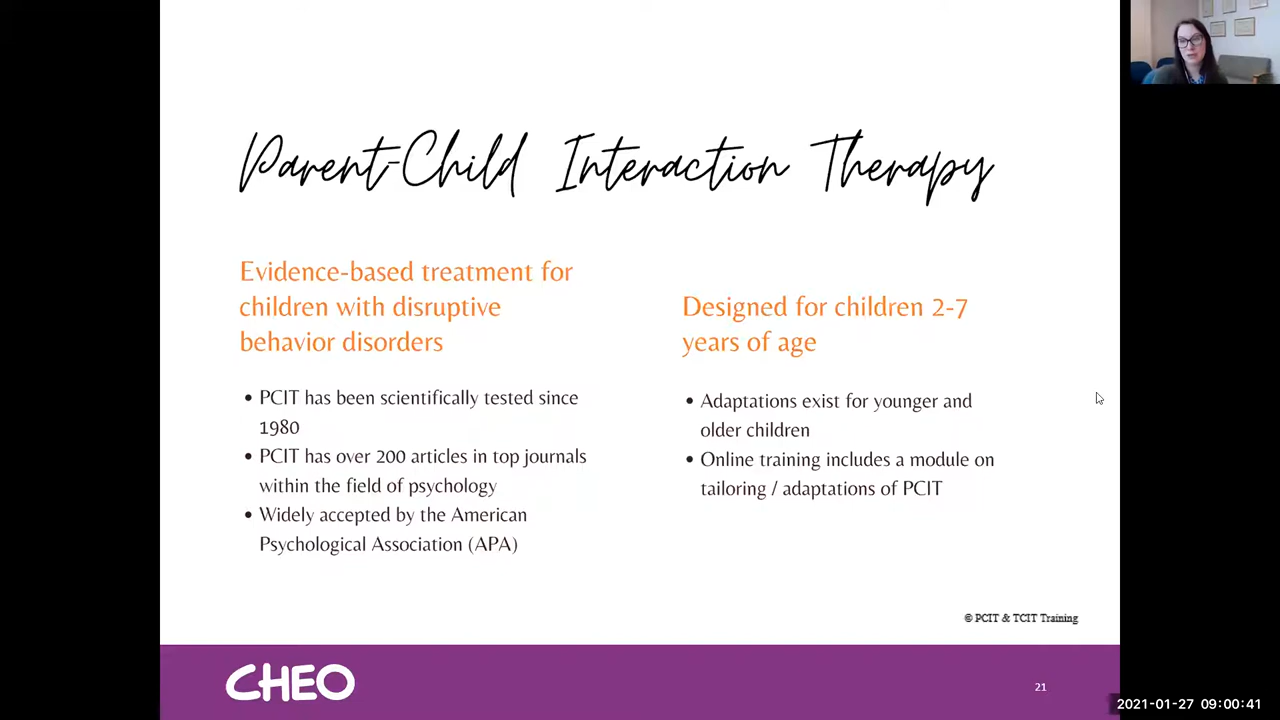 Parent-Child Interaction Therapy
Evidence-based treatment for
children with disruptive
behavior disorders
• PCIT has been scientifically tested since
1980
• PCIT has over 200 articles in top journals
within the field of psychology
• Widely accepted by the American
Psychological Association (APA)
Designed for children 2-7
years of age
• Adaptations exist for younger and
older children
• Online training includes a module on
tailoring / adaptations of PCIT
© PCIT & TCIT Training
CHEO
21
2021-01-27 09:00:41